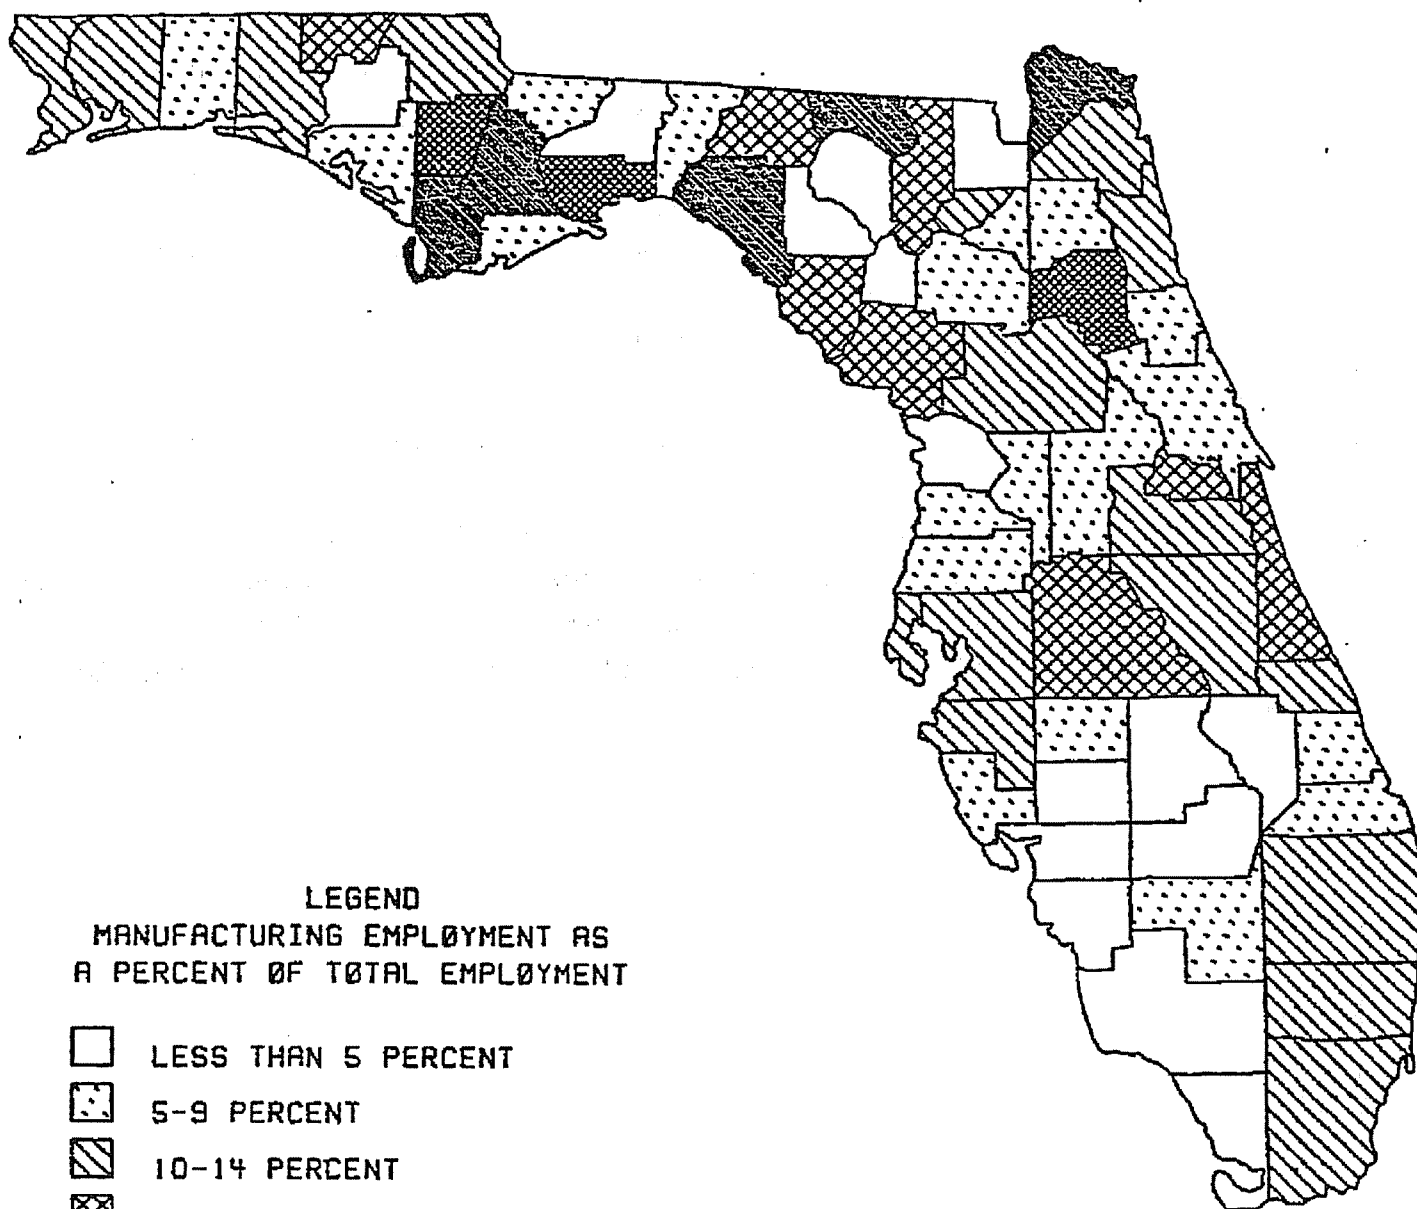 LEGEND
MANUFACTURING EMPLØYMENT AS
A PERCENT ØF TØTAL EMPLØYMENT
LESS THAN 5 PERCENT
5-9 PERCENT
10-14 PERCENT